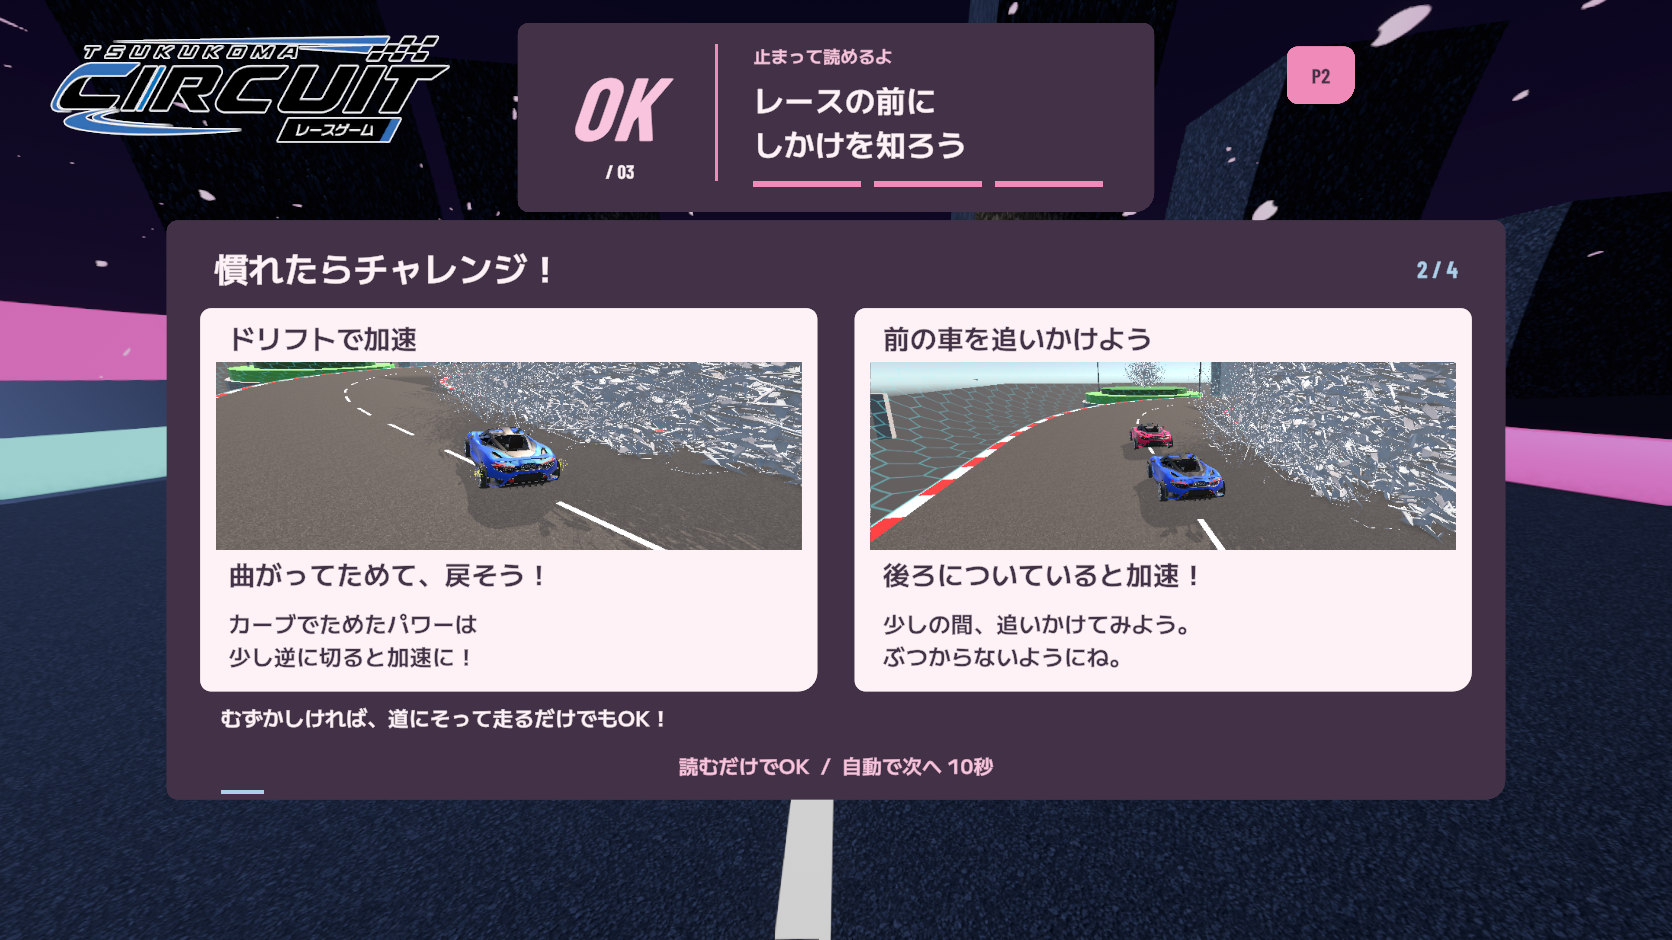 TSUKUKOMA
CIRCUIT
レースゲーム
OK
/ 03
止まって読めるよ
レースの前に
しかけを知ろう
P2
慣れたらチャレンジ！
2 / 4
ドリフトで加速
曲がってためて、戻そう！
カーブでためたパワーは
少し逆に切ると加速に！
前の車を追いかけよう
後ろについていると加速！
少しの間、追いかけてみよう。
ぶつからないようにね。
むずかしければ、道にそって走るだけでもOK！
読むだけでOK / 自動で次へ 10秒